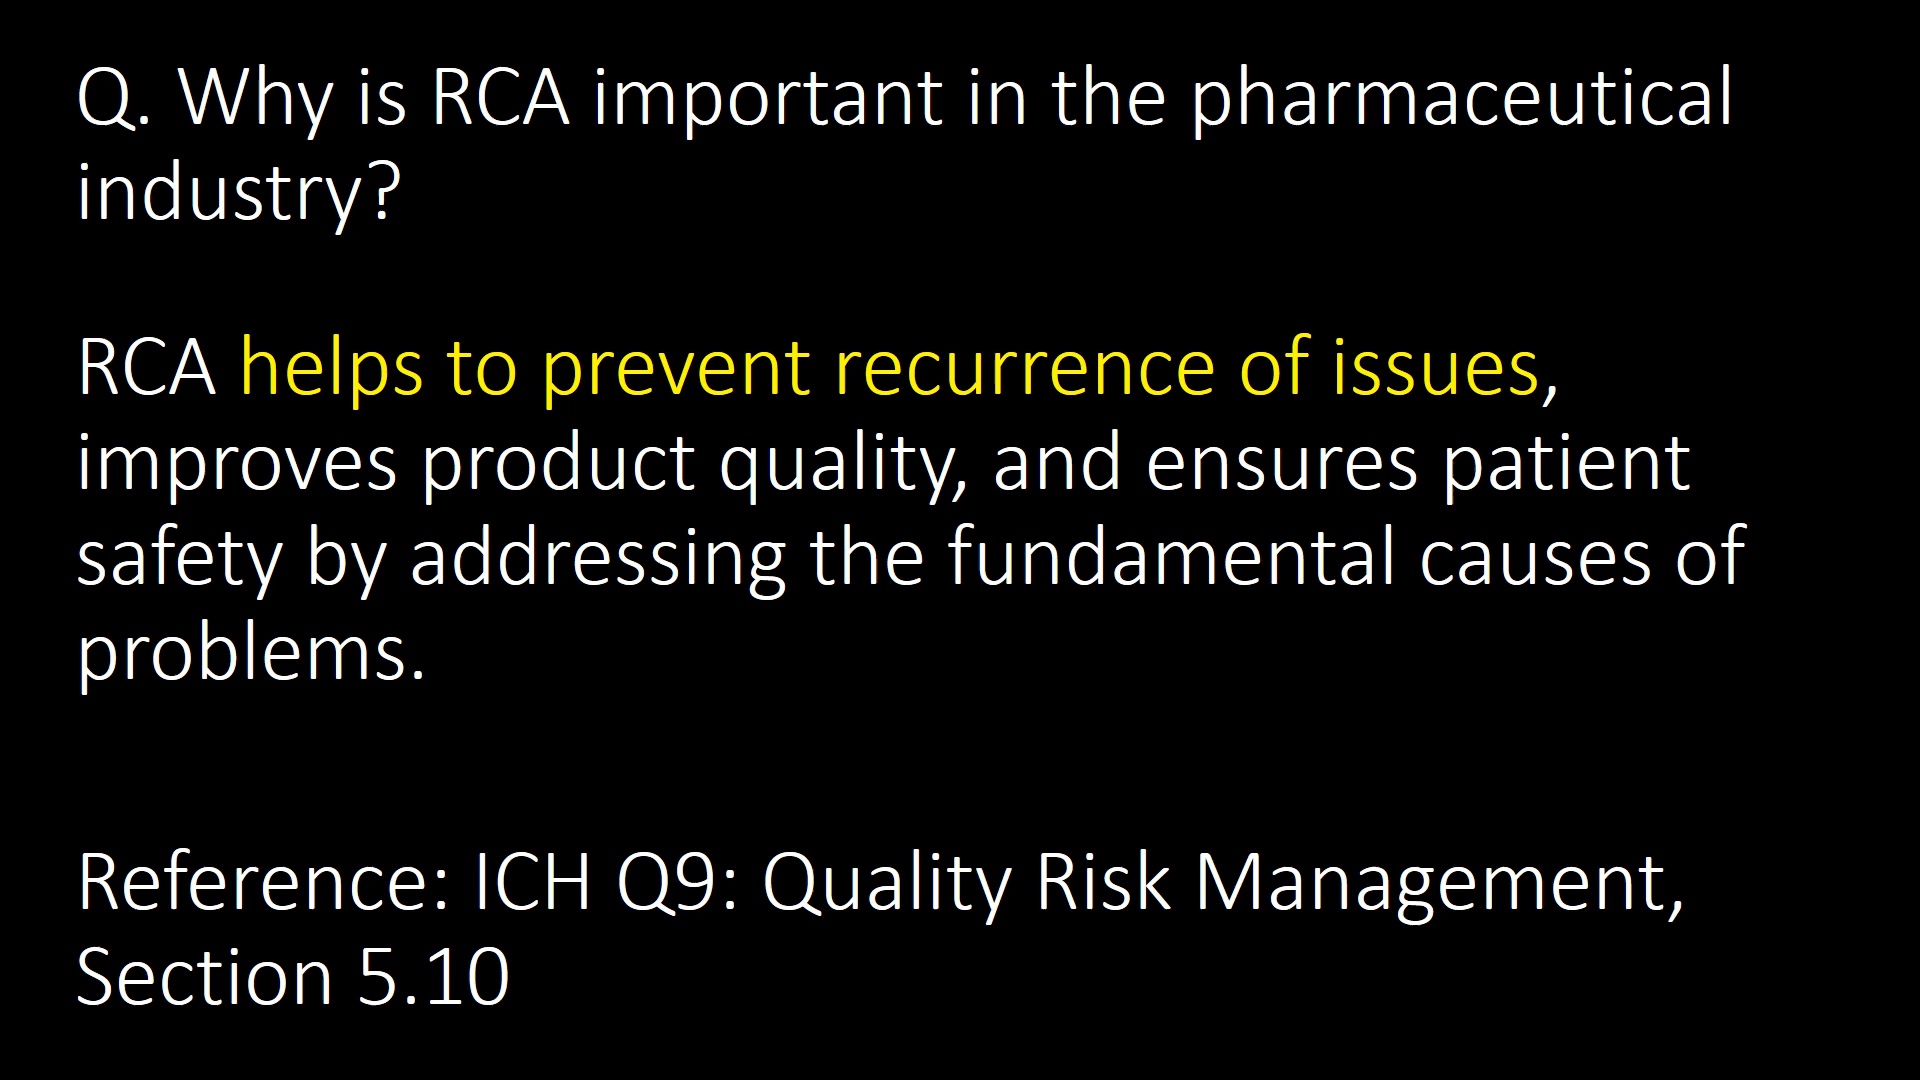 Q. Why is RCA important in the pharmaceutical
industry?
RCA helps to prevent recurrence of issues,
improves product quality, and ensures patient
safety by addressing the fundamental causes of
problems.
Reference: ICH Q9: Quality Risk Management,
Section 5.10